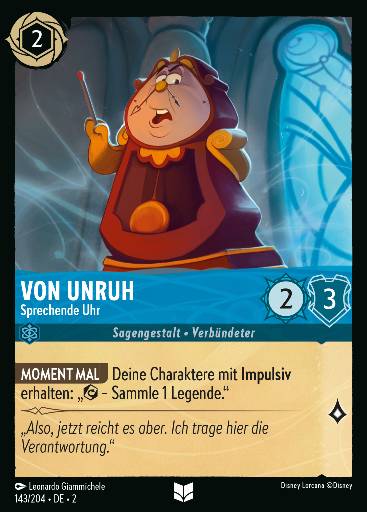 2
VON UNRUH
Sprechende Uhr
2
3
Sagengestalt • Verbündeter
MOMENT MAL Deine Charaktere mit Impulsiv
erhalten: „ – Sammle 1 Legende.“
„Also, jetzt reicht es ober. Ich trage hier die
Verantwortung.“
Leonardo Giammichele
143/204 • DE • 2
Disney Lorcana ©Disney